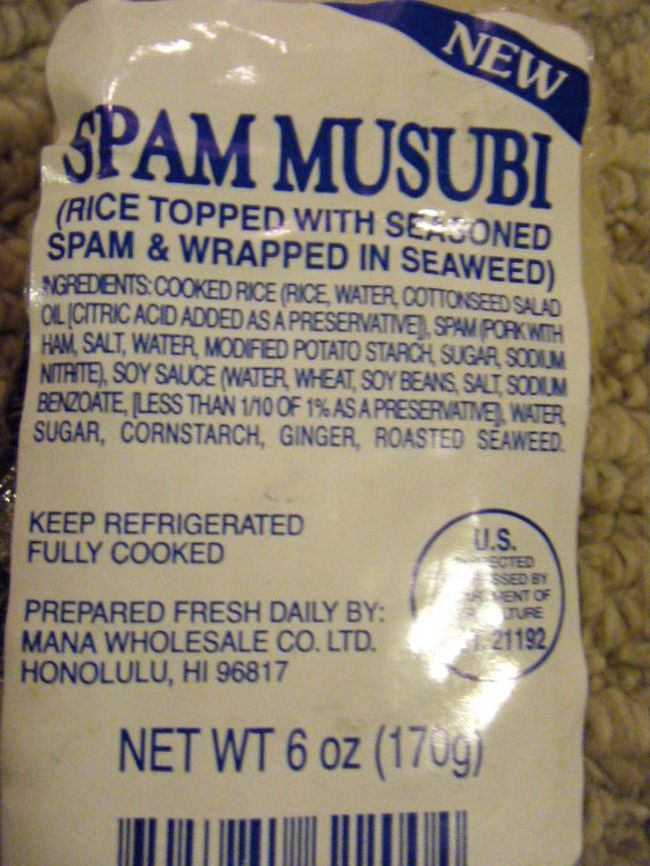 NEW
SPAM MUSUBI
(RICE TOPPED WITH SEASONED
SPAM & WRAPPED IN SEAWEED)
INGREDIENTS: COOKED RICE (RICE, WATER, COTTONSEED SALAD
OIL [CITRIC ACID ADDED AS A PRESERVATIVE]), SPAM (PORK WITH
HAM, SALT, WATER, MODIFIED POTATO STARCH, SUGAR, SODIUM
NITRITE), SOY SAUCE (WATER, WHEAT, SOY BEANS, SALT, SODIUM
BENZOATE, [LESS THAN 1/10 OF 1% AS A PRESERVATIVE]), WATER,
SUGAR, CORNSTARCH, GINGER, ROASTED SEAWEED.
KEEP REFRIGERATED
FULLY COOKED
PREPARED FRESH DAILY BY:
MANA WHOLESALE CO. LTD.
HONOLULU, HI 96817
U.S.
BY
OF
21192
NET WT 6 oz (170g)